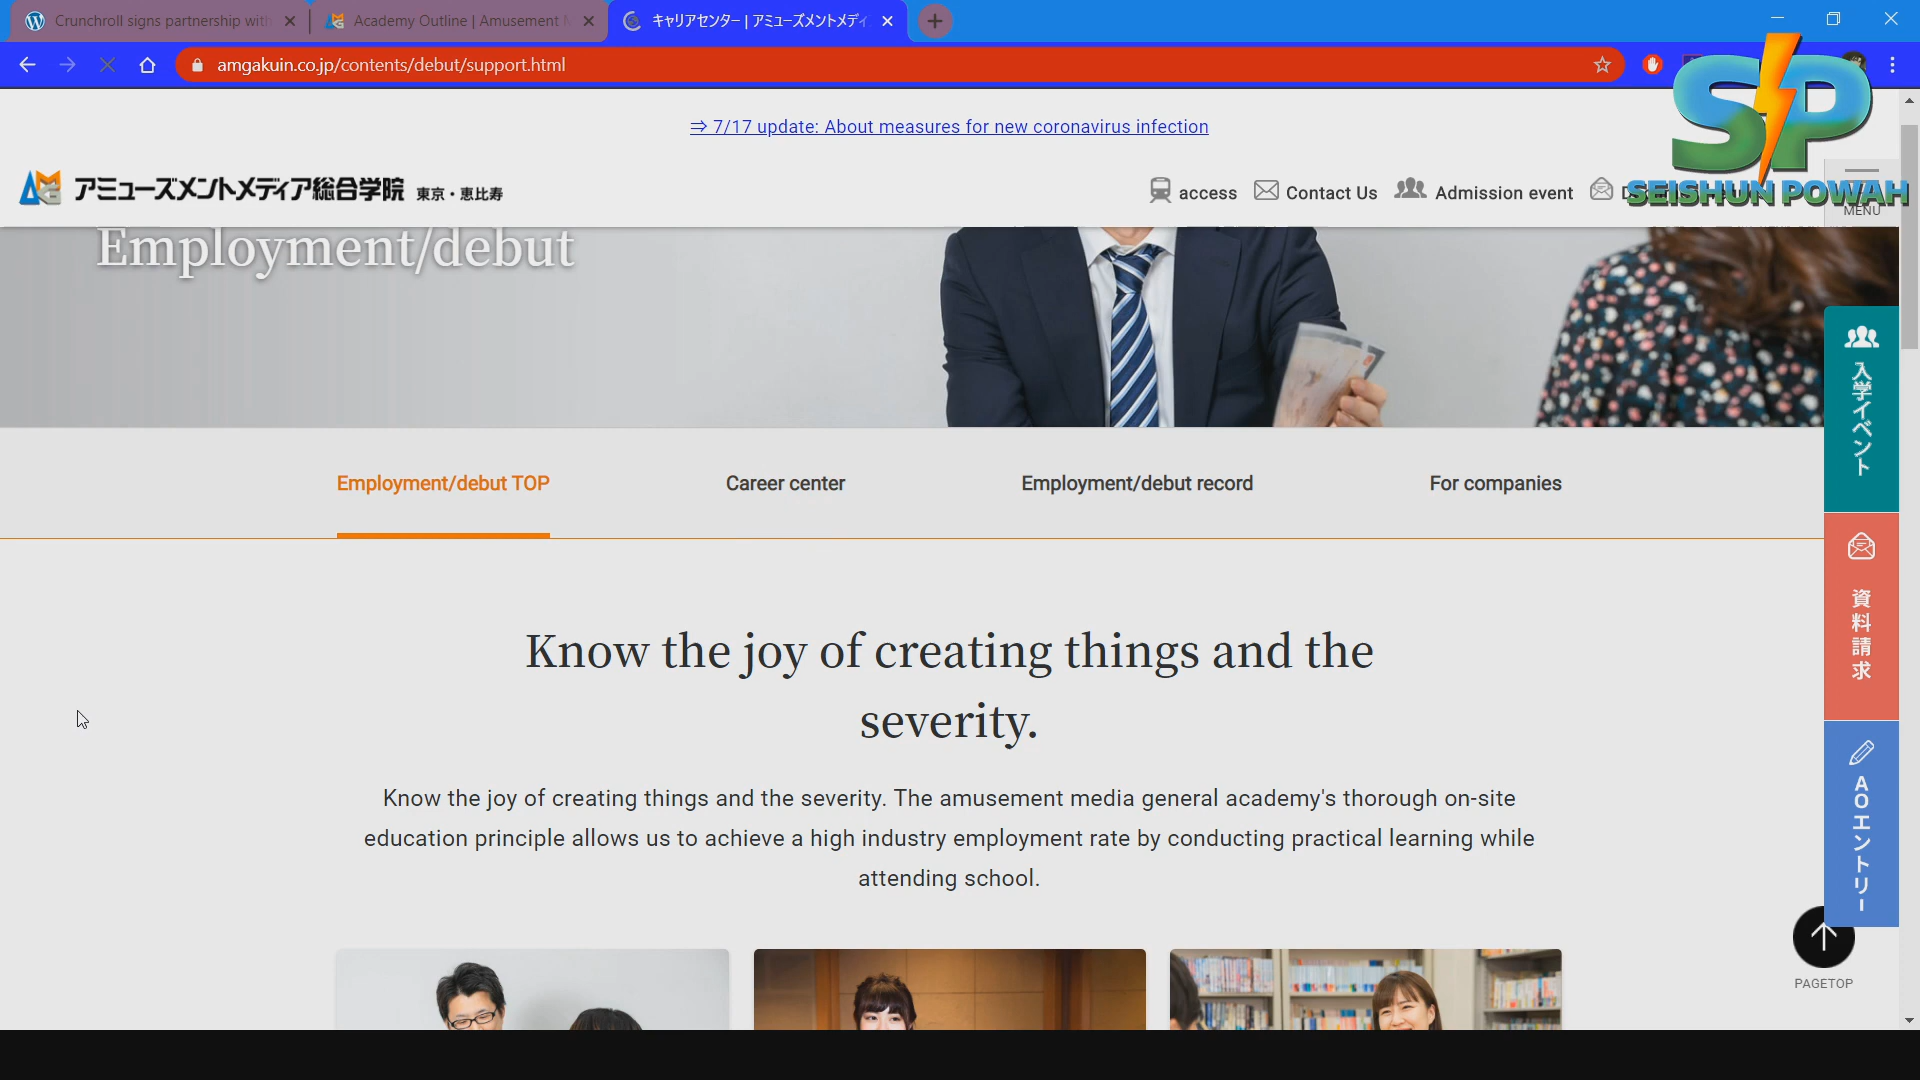 Crunchroll signs partnership with
Academy Outline | Amusement
キャリアセンター | アミューズメントメディ
amgakuin.co.jp/contents/debut/support.html
⇒ 7/17 update: About measures for new coronavirus infection
アミューズメントメディア総合学院 東京・恵比寿
access
Contact Us
Admission event
SP
SEISHUN POWAH
MENU
Employment/debut
Employment/debut TOP
Career center
Employment/debut record
For companies
入学イベント
資料請求
AOエントリー
Know the joy of creating things and the
severity.
Know the joy of creating things and the severity. The amusement media general academy's thorough on-site
education principle allows us to achieve a high industry employment rate by conducting practical learning while
attending school.
PAGETOP